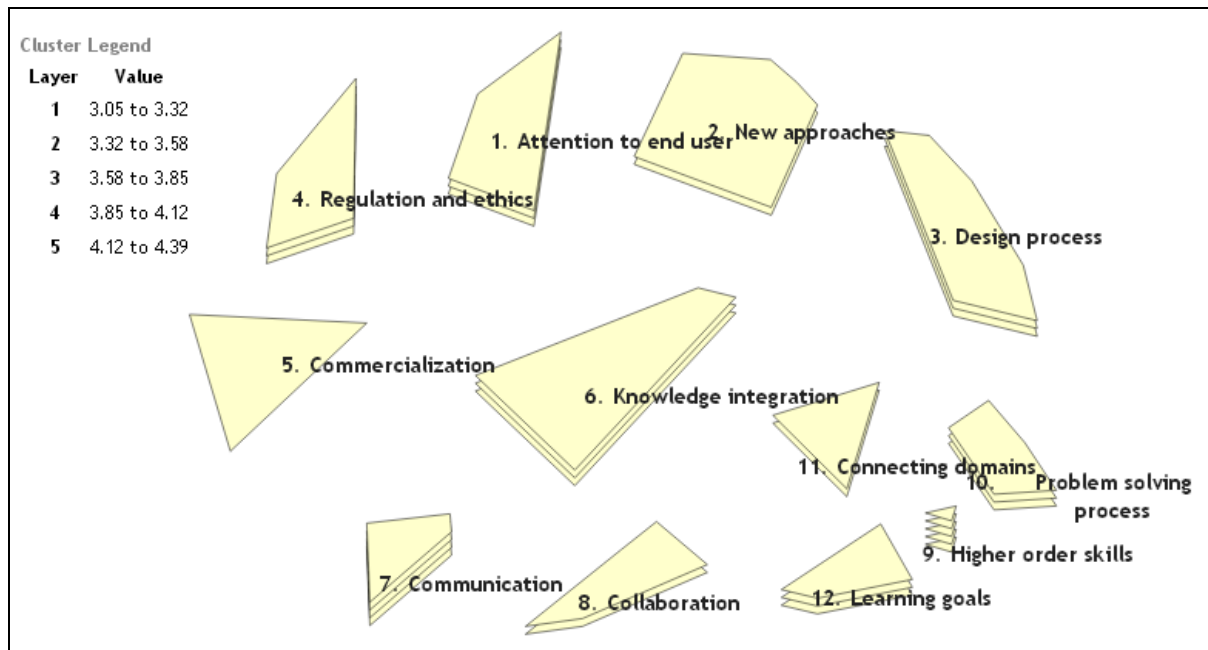 Cluster Legend
Layer Value
1 3.05 to 3.32
2 3.32 to 3.58
3 3.58 to 3.85
4 3.85 to 4.12
5 4.12 to 4.39
1. Attention to end user
2. New approaches
4. Regulation and ethics
3. Design process
5. Commercialization
6. Knowledge integration
11. Connecting domains
10. Problem solving
process
9. Higher order skills
7. Communication
8. Collaboration
12. Learning goals